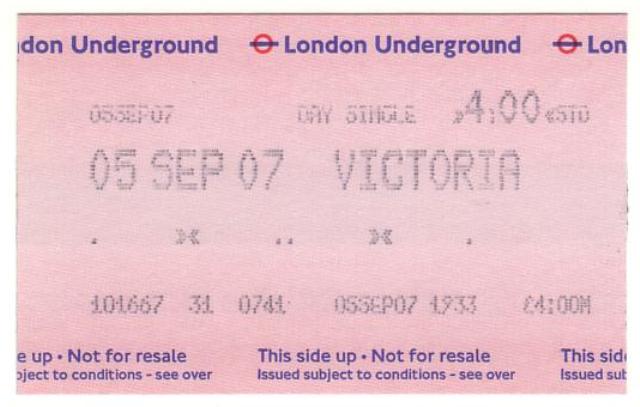 don Underground London Underground Lon
05SEP07 DAY SINGLE 4:00 STD
05 SEP 07 VICTORIA
101667 31 0741 05SEP07 1933 £4:00M
e up • Not for resale This side up • Not for resale This sid
bject to conditions - see over Issued subject to conditions - see over Issued sub